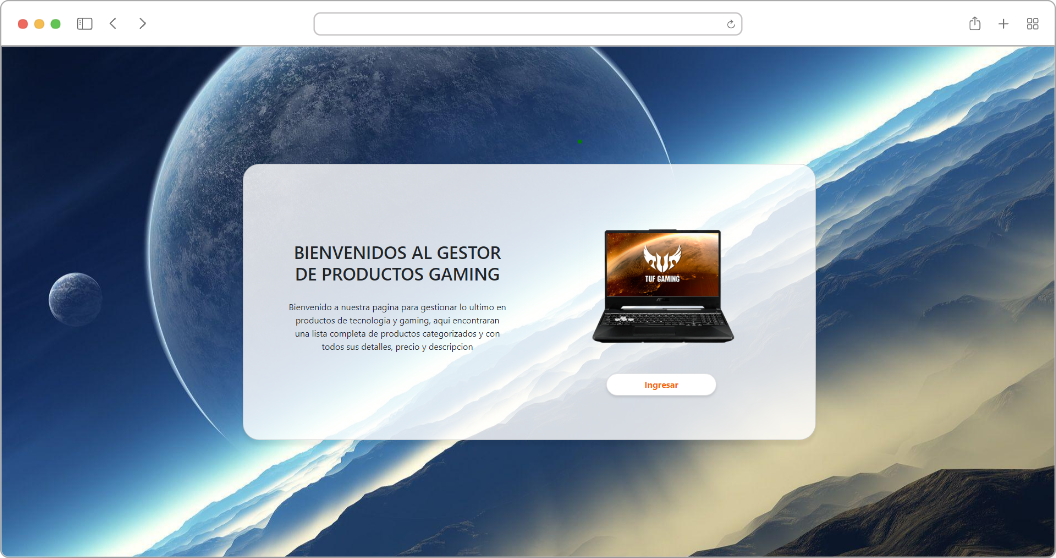 BIENVENIDOS AL GESTOR
DE PRODUCTOS GAMING
Bienvenido a nuestra pagina para gestionar lo ultimo en
productos de tecnologia y gaming, aqui encontraran
una lista completa de productos categorizados y con
todos sus detalles, precio y descripcion
TUF GAMING
Ingresar